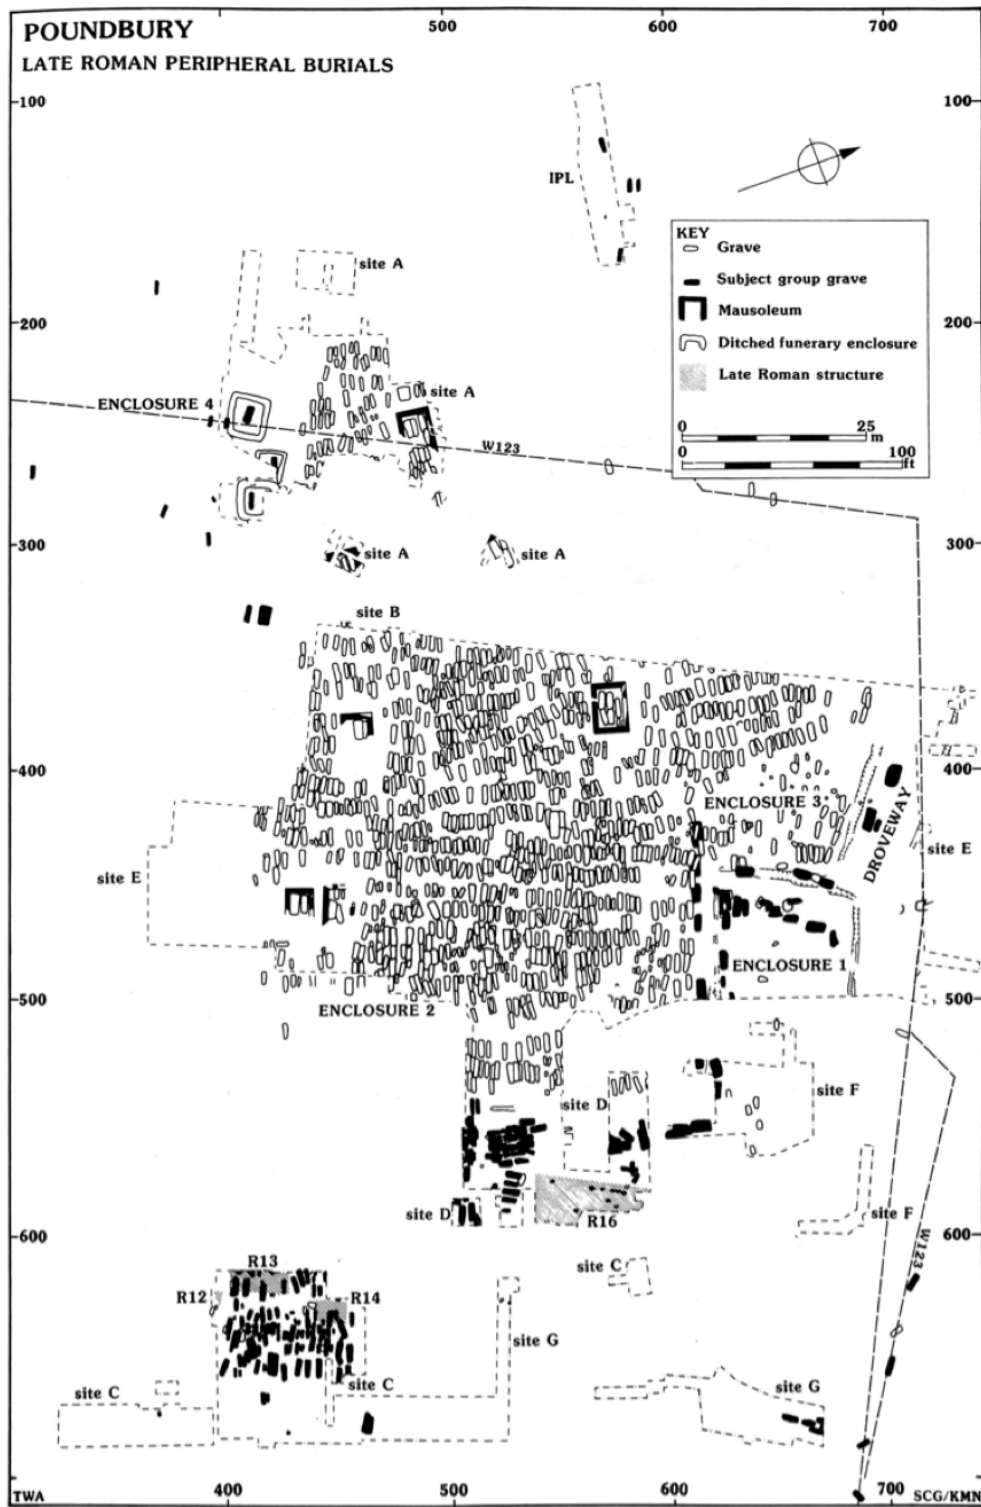 POUNDBURY
LATE ROMAN PERIPHERAL BURIALS
500
600
700
100
100
IPL
KEY
Grave
Subject group grave
Mausoleum
Ditched funerary enclosure
Late Roman structure
0 25
m
0 100
ft
site A
200
200
site A
ENCLOSURE 4
W123
300
300
site A
site A
site B
400
400
ENCLOSURE 3
DROVEWAY
site E
site E
ENCLOSURE 1
500
500
ENCLOSURE 2
site D
site F
site D
R16
site F
600
600
W123
site C
R13
R12
R14
site G
site C
site C
site G
400
500
600
700
TWA
SCG/KMN